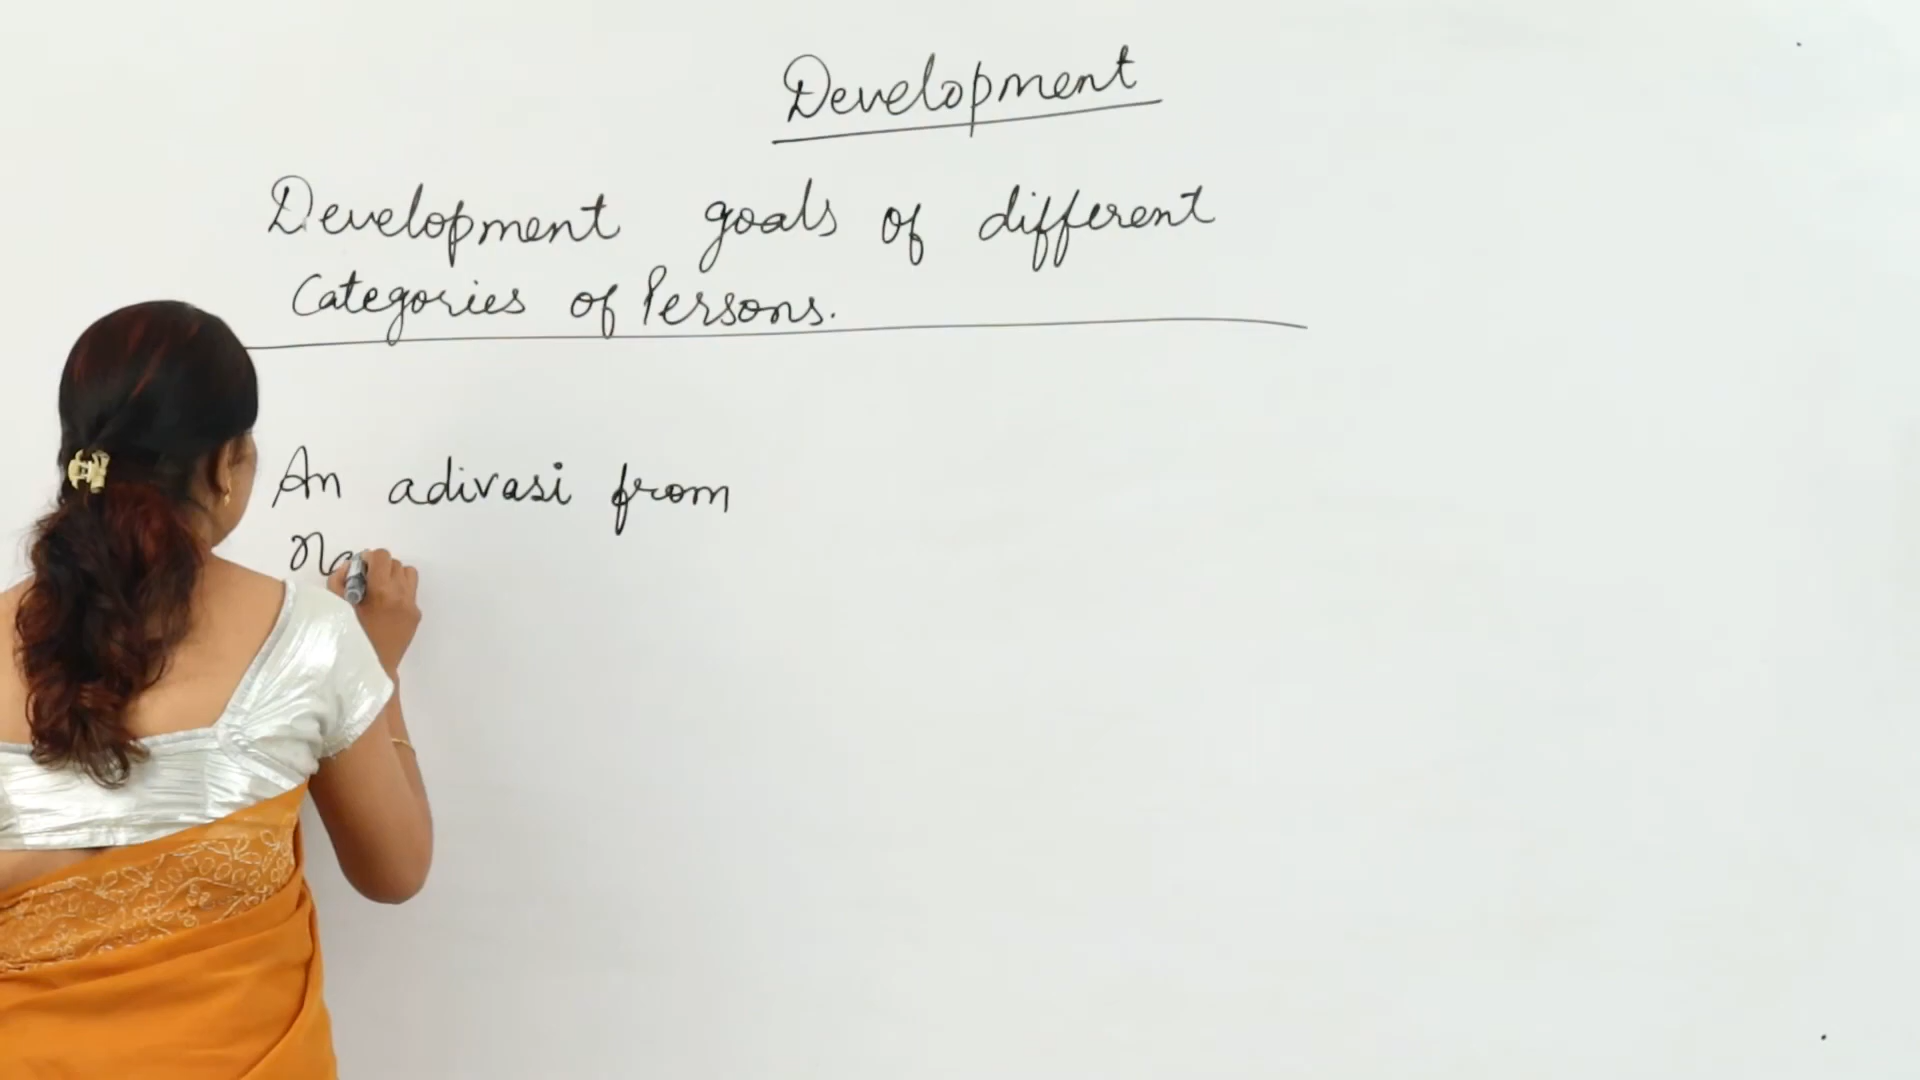 Development
Development goals of different
Categories of Persons.
An adivasi from